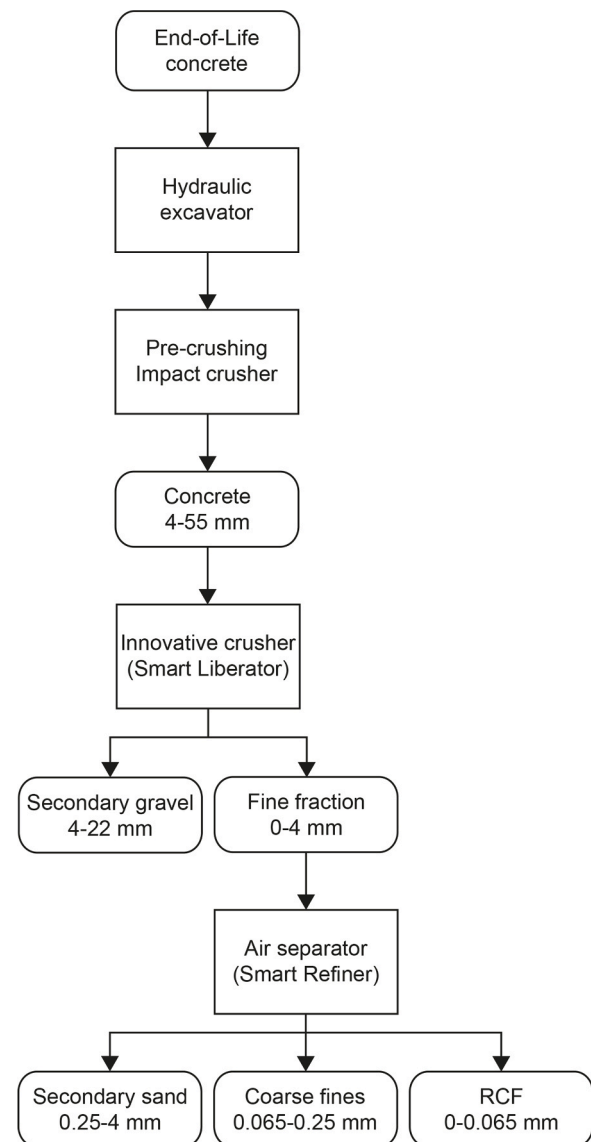 End-of-Life
concrete
Hydraulic
excavator
Pre-crushing
Impact crusher
Concrete
4-55 mm
Innovative crusher
(Smart Liberator)
Secondary gravel
4-22 mm
Fine fraction
0-4 mm
Air separator
(Smart Refiner)
Secondary sand
0.25-4 mm
Coarse fines
0.065-0.25 mm
RCF
0-0.065 mm